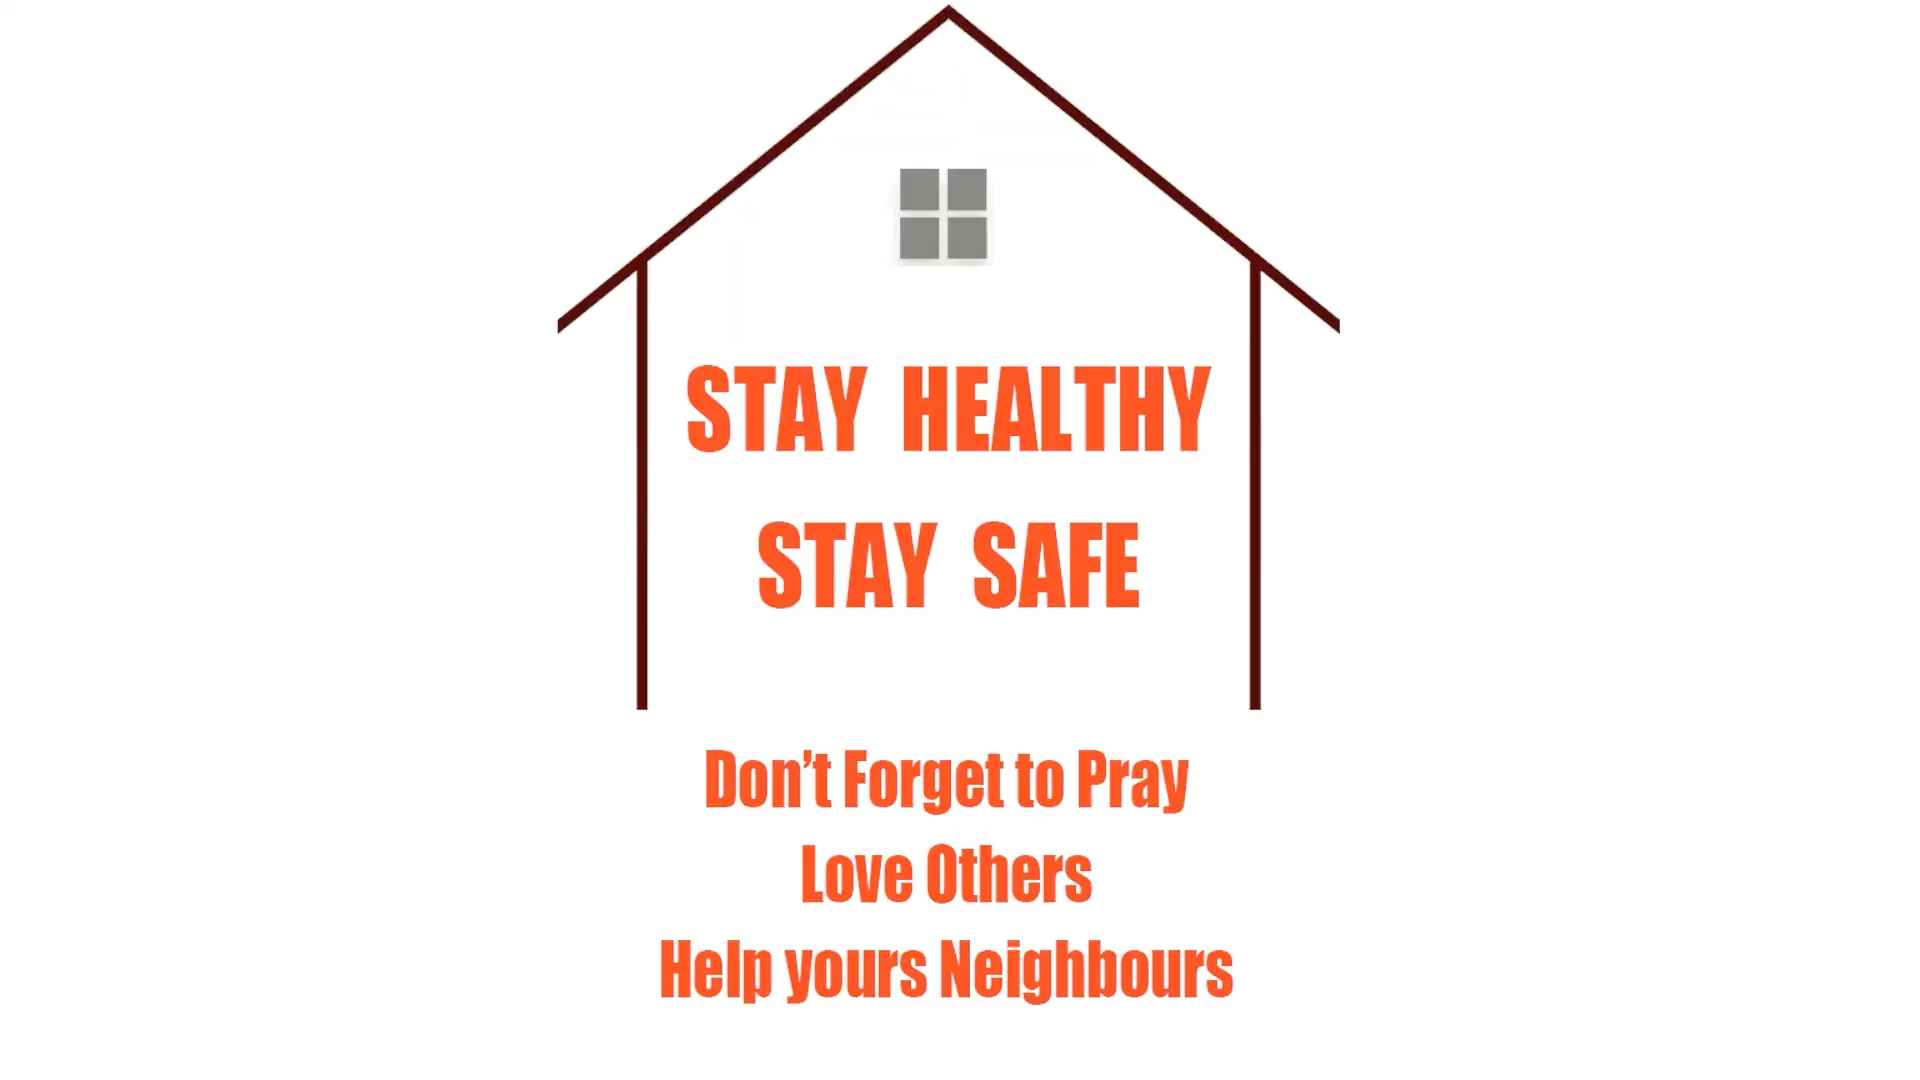 STAY HEALTHY
STAY SAFE
Don’t Forget to Pray
Love Others
Help yours Neighbours